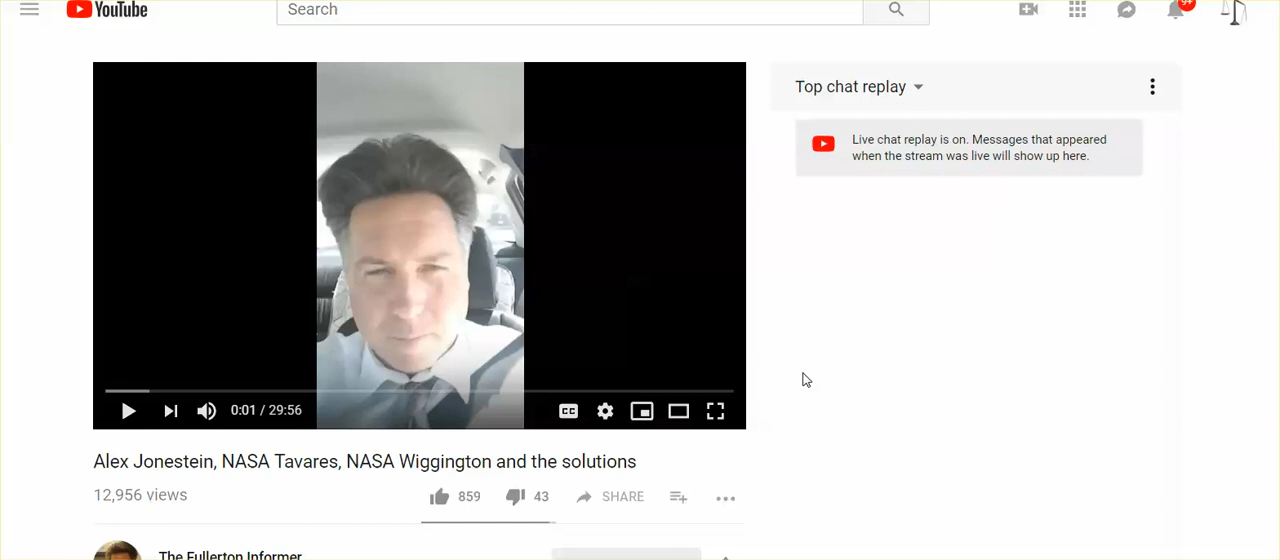 YouTube
Search
9+
Top chat replay
Live chat replay is on. Messages that appeared
when the stream was live will show up here.
CC
0:01 / 29:56
Alex Jonestein, NASA Tavares, NASA Wiggington and the solutions
12,956 views
859
43
SHARE
The Fullerton Informer